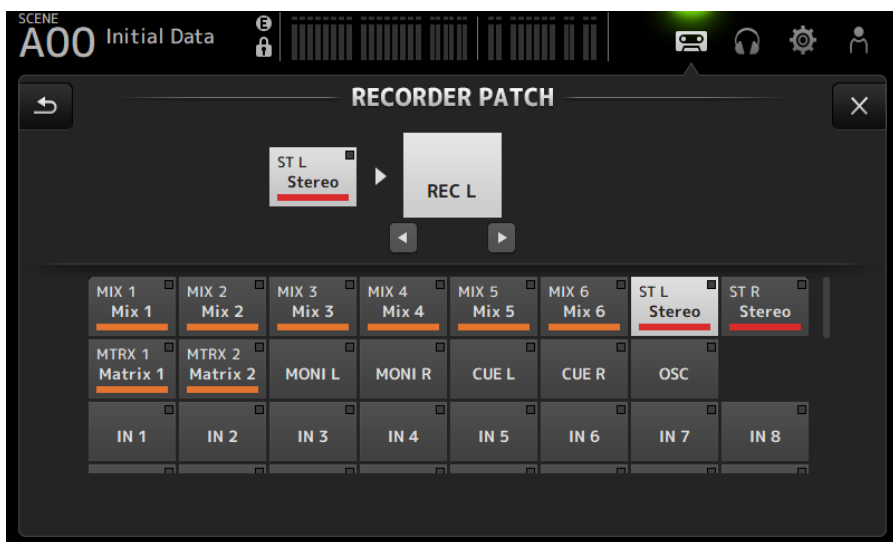 SCENE
A00 Initial Data E
RECORDER PATCH
ST L
Stereo
REC L
MIX 1 MIX 2 MIX 3 MIX 4 MIX 5 MIX 6 ST L ST R
Mix 1 Mix 2 Mix 3 Mix 4 Mix 5 Mix 6 Stereo Stereo
MTRX 1 MTRX 2
Matrix 1 Matrix 2 MONI L MONI R CUE L CUE R OSC
IN 1 IN 2 IN 3 IN 4 IN 5 IN 6 IN 7 IN 8